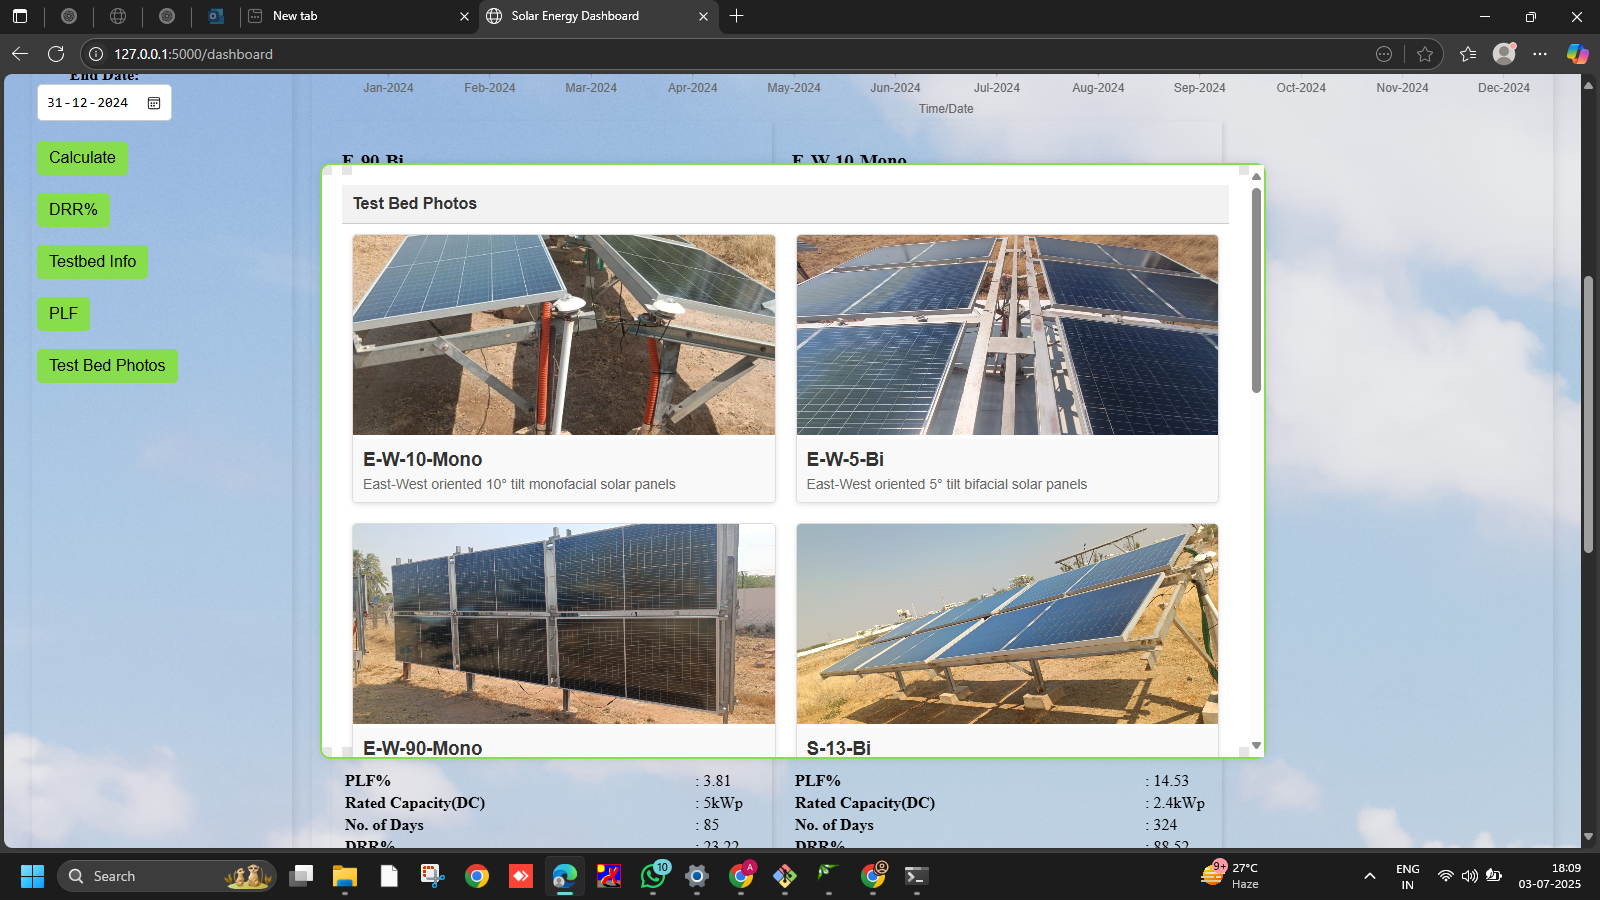 New tab
Solar Energy Dashboard
127.0.0.1:5000/dashboard
End Date:
31-12-2024
Calculate
DRR%
Testbed Info
PLF
Test Bed Photos
Jan-2024 Feb-2024 Mar-2024 Apr-2024 May-2024 Jun-2024 Jul-2024 Aug-2024 Sep-2024 Oct-2024 Nov-2024 Dec-2024
Time/Date
E-90-Bi
E-W-10-Mono
Test Bed Photos
E-W-10-Mono
East-West oriented 10° tilt monofacial solar panels
E-W-5-Bi
East-West oriented 5° tilt bifacial solar panels
E-W-90-Mono
S-13-Bi
PLF% : 3.81
Rated Capacity(DC) : 5kWp
No. of Days : 85
DRR% : 23.22
PLF% : 14.53
Rated Capacity(DC) : 2.4kWp
No. of Days : 324
DRR% : 88.52
Search
10
A
9+
27°C
Haze
ENG
IN
18:09
03-07-2025